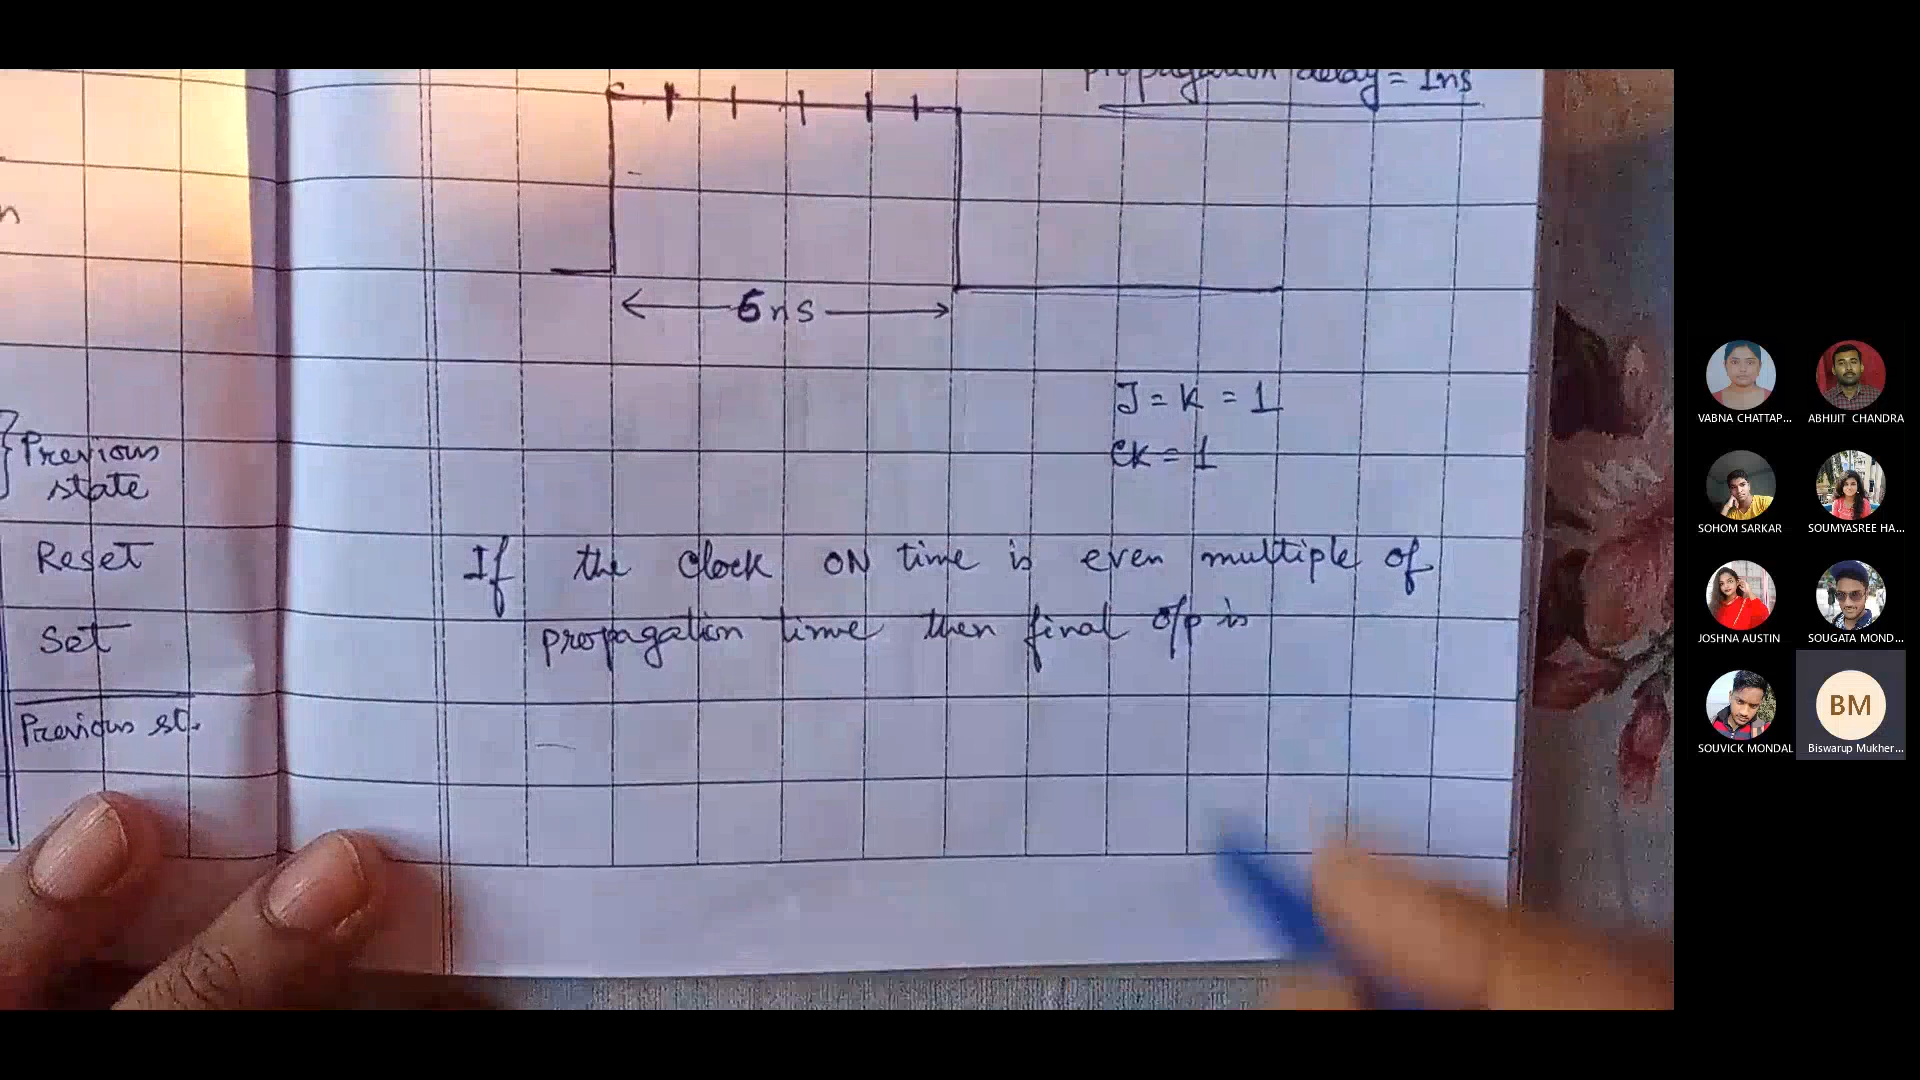 propagation delay = 1ns
n
6ns
J = K = 1
CK = 1
Previous
state
Reset
Set
Previous st.
If the clock ON time is even multiple of
propagation time then final o/p is
VABNA CHATTAP...
ABHIJIT CHANDRA
SOHOM SARKAR
SOUMYASREE HA...
JOSHNA AUSTIN
SOUGATA MOND...
SOUVICK MONDAL
BM
Biswarup Mukher...